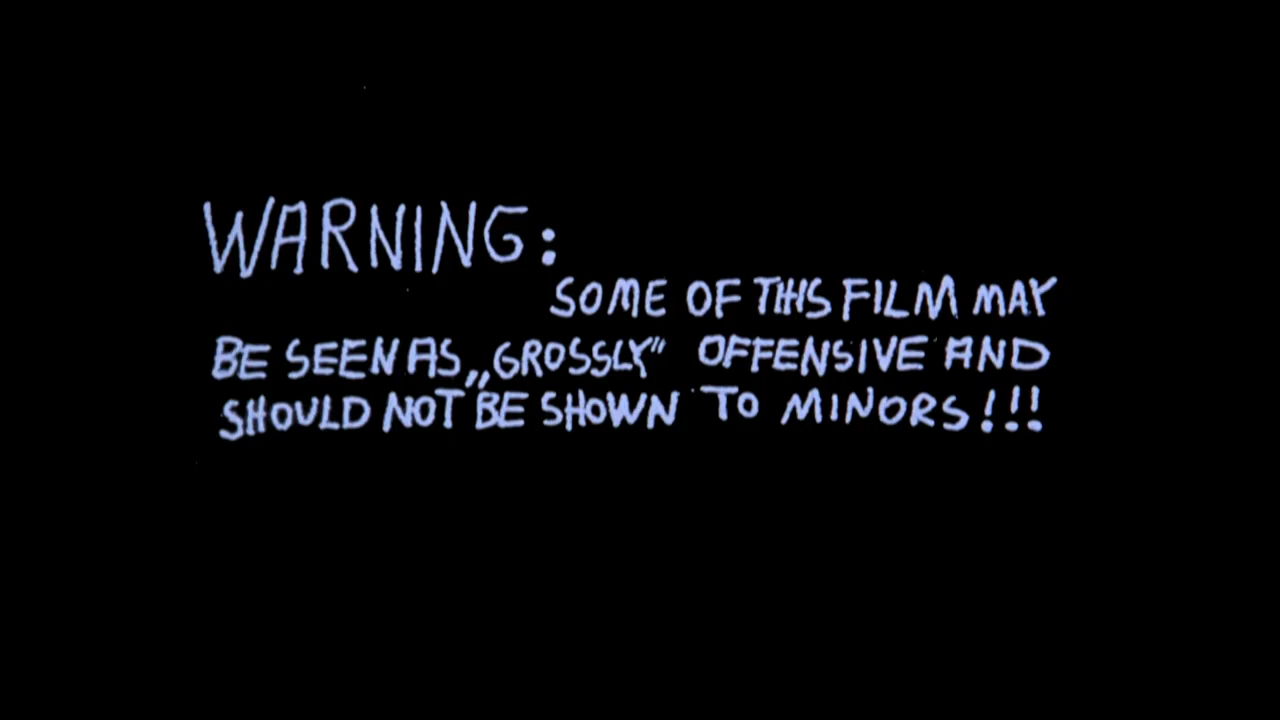 WARNING:
SOME OF THIS FILM MAY
BE SEEN AS „GROSSLY” OFFENSIVE AND
SHOULD NOT BE SHOWN TO MINORS!!!